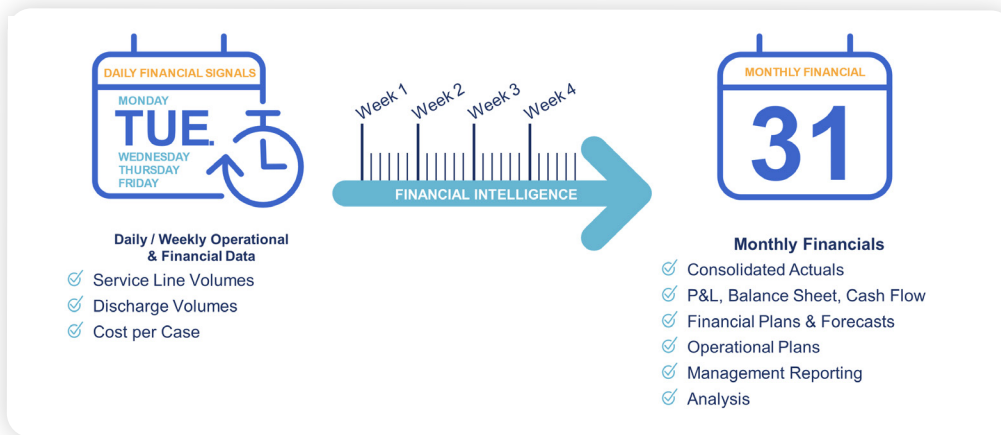 DAILY FINANCIAL SIGNALS
MONDAY
TUE.
WEDNESDAY
THURSDAY
FRIDAY
Daily / Weekly Operational
& Financial Data
Service Line Volumes
Discharge Volumes
Cost per Case
Week 1
Week 2
Week 3
Week 4
FINANCIAL INTELLIGENCE
MONTHLY FINANCIAL
31
Monthly Financials
Consolidated Actuals
P&L, Balance Sheet, Cash Flow
Financial Plans & Forecasts
Operational Plans
Management Reporting
Analysis